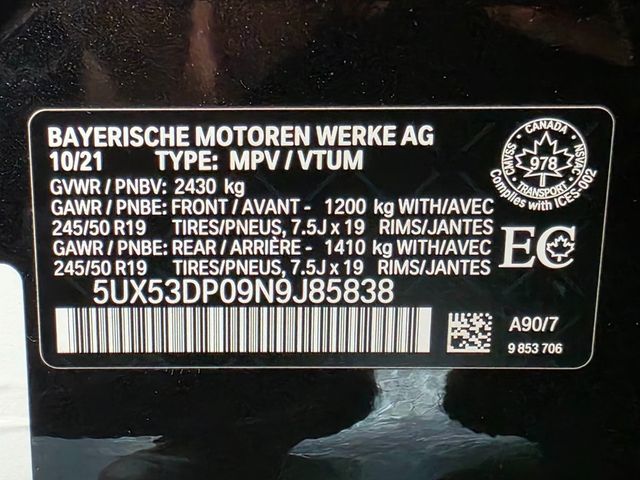 BAYERISCHE MOTOREN WERKE AG
10/21 TYPE: MPV / VTUM
GVWR / PNBV: 2430 kg
GAWR / PNBE: FRONT / AVANT - 1200 kg WITH/AVEC
245/50 R19 TIRES/PNEUS, 7.5J x 19 RIMS/JANTES
GAWR / PNBE: REAR / ARRIÈRE - 1410 kg WITH/AVEC
245/50 R19 TIRES/PNEUS, 7.5J x 19 RIMS/JANTES
5UX53DP09N9J85838
CANADA
CMVSS
NSVAC
978
TRANSPORT
Complies with ICES-002
EC
A90/7
9 853 706